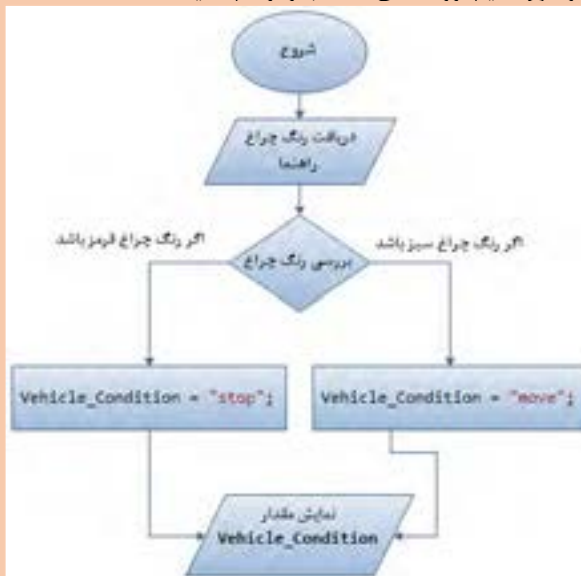 شروع
دریافت رنگ چراغ
راهنما
اگر رنگ چراغ قرمز باشد
بررسی رنگ چراغ
اگر رنگ چراغ سبز باشد
Vehicle_Condition = "stop";
Vehicle_Condition = "move";
نمایش مقدار
Vehicle_Condition